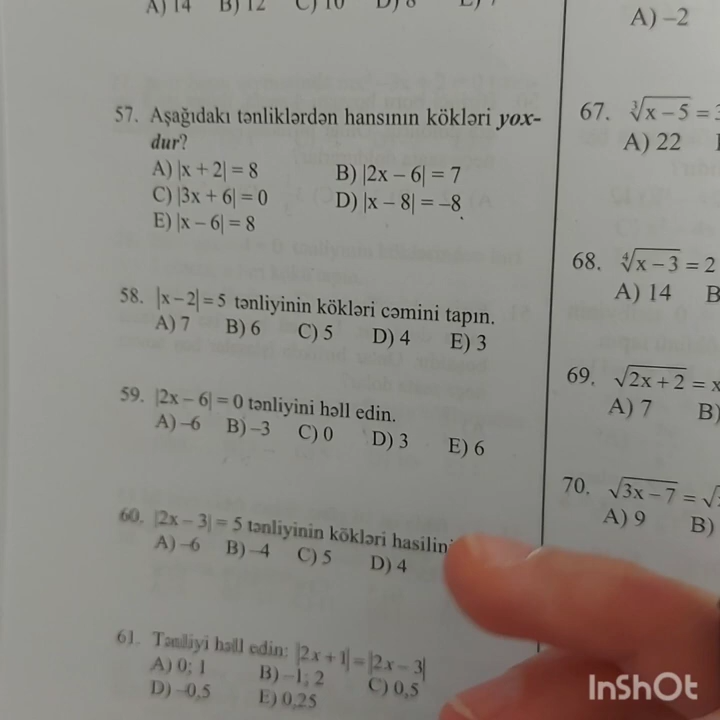 A) 14 B) 12 C) 10 D) 8
57. Aşağıdakı tənliklərdən hansının kökləri yox-
dur?
A) |x + 2| = 8 B) |2x – 6| = 7
C) |3x + 6| = 0 D) |x – 8| = –8
E) |x – 6| = 8
58. |x – 2| = 5 tənliyinin kökləri cəmini tapın.
A) 7 B) 6 C) 5 D) 4 E) 3
59. |2x – 6| = 0 tənliyini həll edin.
A) –6 B) –3 C) 0 D) 3 E) 6
60. |2x – 3| = 5 tənliyinin kökləri hasilin
A) –6 B) –4 C) 5 D) 4
61. Tənliyi həll edin: |2x + 1| = |2x – 3|
A) 0; 1 B) –1; 2 C) 0,5
D) –0,5 E) 0,25
A) –2
67. ∛(x – 5) =
A) 22
68. ∜(x – 3) = 2
A) 14 B
69. √(2x + 2) = x
A) 7 B)
70. √(3x – 7) = √
A) 9 B)
InShOt